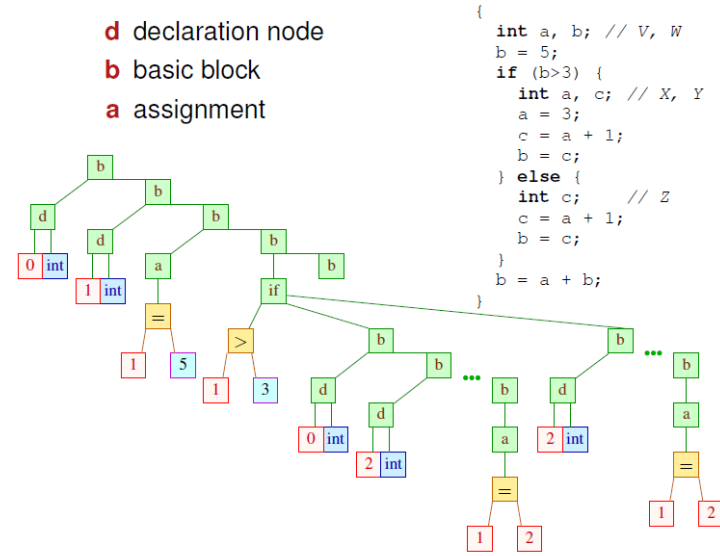 d declaration node
b basic block
a assignment
{
int a, b; // V, W
b = 5;
if (b>3) {
int a, c; // X, Y
a = 3;
c = a + 1;
b = c;
} else {
int c; // Z
c = a + 1;
b = c;
}
b = a + b;
}
b
b
d
b
d
b
0 int
a
b
1 int
if
=
>
b
b
1 5
1 3
b
b
d
b
d
d
0 int
a
2 int
a
2 int
=
=
1 2
1 2